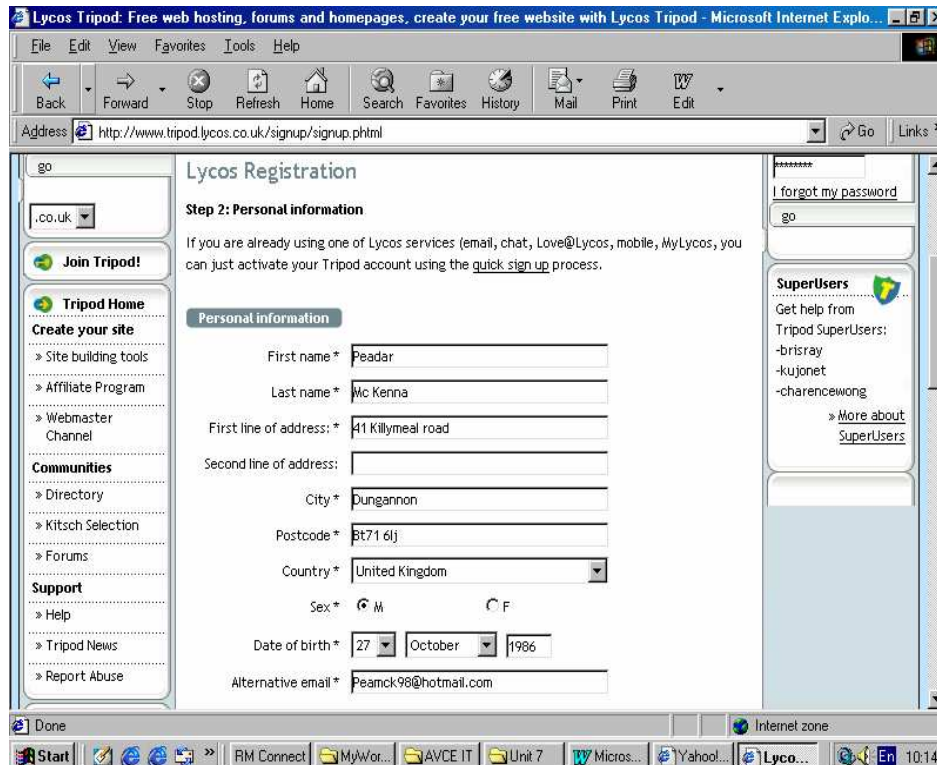 Lycos Tripod: Free web hosting, forums and homepages, create your free website with Lycos Tripod - Microsoft Internet Explo...
File Edit View Favorites Tools Help
Back Forward Stop Refresh Home Search Favorites History Mail Print Edit
Address http://www.tripod.lycos.co.uk/signup/signup.phtml Go Links
go
.co.uk
Join Tripod!
Tripod Home
Create your site
» Site building tools
» Affiliate Program
» Webmaster
Channel
Communities
» Directory
» Kitsch Selection
» Forums
Support
» Help
» Tripod News
» Report Abuse
Lycos Registration
Step 2: Personal information
If you are already using one of Lycos services (email, chat, Love@Lycos, mobile, MyLycos, you
can just activate your Tripod account using the quick sign up process.
Personal information
First name * Peadar
Last name * Mc Kenna
First line of address: * 41 Killymeal road
Second line of address:
City * Dungannon
Postcode * Bt71 6lj
Country * United Kingdom
Sex * M F
Date of birth * 27 October 1986
Alternative email * Peamck98@hotmail.com
********
I forgot my password
go
SuperUsers
Get help from
Tripod SuperUsers:
-brisray
-kujonet
-charencewong
» More about
SuperUsers
Done Internet zone
Start » RM Connect MyWor... AVCE IT Unit 7 Micros... Yahoo!... Lyco... En 10:14